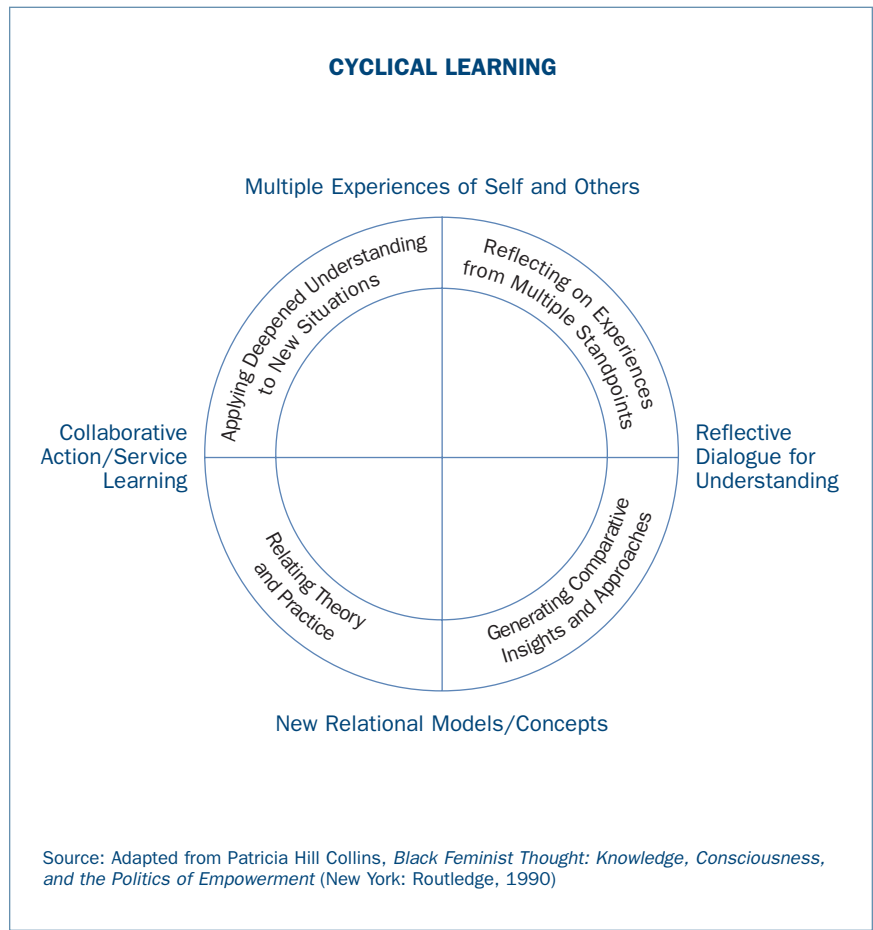 CYCLICAL LEARNING
Multiple Experiences of Self and Others
Applying Deepened Understanding
to New Situations
Reflecting on Experiences
from Multiple Standpoints
Collaborative
Action/Service
Learning
Reflective
Dialogue for
Understanding
Relating Theory
and Practice
Generating Comparative
Insights and Approaches
New Relational Models/Concepts
Source: Adapted from Patricia Hill Collins, Black Feminist Thought: Knowledge, Consciousness,
and the Politics of Empowerment (New York: Routledge, 1990)